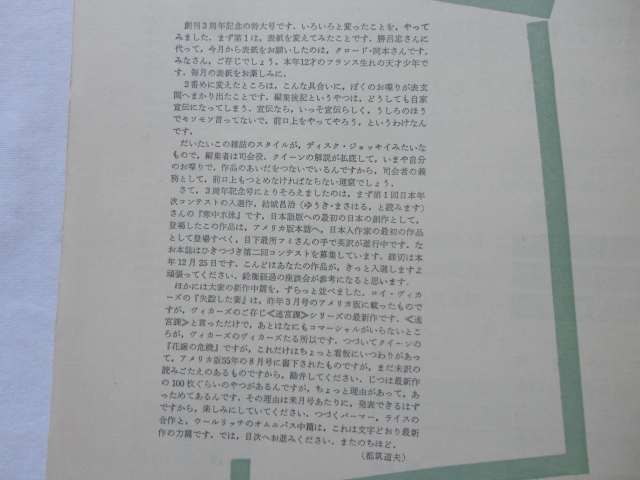 創刊3周年記念の特大号です。いろいろと変ったことを，やって
みました。まず第1は，表紙を変えてみたことです。勝呂忠さんに
代って，今月から表紙をお願いしたのは，クロード・岡本さんです。
みなさん，ご存じでしょう，本年12才のフランス生れの天才少年で
す。毎月の表紙をお楽しみに。
2番めに変えたところは，こんな具合いに，ぼくのお喋りが表玄
関へまかり出たことです。編集後記というやつは，どうしても自家
宣伝になってしまう。宣伝なら，いっそ宣伝らしく，うしろのほう
でモソモソ言ってないで，前口上をやってやろう，というわけなん
です。
だいたいこの雑誌のスタイルが，ディスク・ジョッキイみたいな
もので，編集者は司会役。クイーンの解説が私底して，いまや自分
のお喋りで，作品のあいだをつないでいるんですから，司会者の義
務として，前口上もつとめなければならない理窟でしょう。
さて，3周年記念号にとりそろえましたのは，まず第1回日本年
次コンテストの入選作，結城昌治（ゆうき・まさはる，と読みます）
さんの『寒中水泳』です。日本語版への最初の日本の創作として，
登場したこの作品は，アメリカ版本誌へ，日本人作家の最初の作品
として登場すべく，目下最所フミさんの手で英訳が進行中です。な
お本誌はひきつづき第二回コンテストを募集しています。締切は本
年12月25日です。こんどはあなたの作品が，きっと入選しますよ
頑張ってください。銓衡経過の座談会が参考になると思います。
ほかには大家の新作中篇を，ずらっと並べました。ロイ・ヴィカ
ーズの『失踪した妻』は，昨年3月号のアメリカ版に載ったもので
すが，ヴィカーズのご存じ≪迷宮課≫シリーズの最新作です。≪迷
宮課≫と言っただけで，あとはなにもコマーシャルがいらないとこ
ろが，ヴィカーズのヴィカーズたる所以です。つづいてクイーンの
『花嫁の危機』ですが，これだけはちょっと看板にいつわりがあっ
て，アメリカ版55年の8月号に書下されたものですが，まだ未訳の
読みごたえのあるものですから，勘弁してください。じつは最新作
の100枚ぐらいのやつがあるんですが，ちょっと理由があって，あ
っためてあるんです。その理由は来月号あたりに，発表できるはず
ですから，楽しみにしていてください。つづくパーマー，ライスの
合作と，ウールリッチのオムニバス中篇は，これは文字どおり最新
作の力篇です。では，目次へお進みください。またのちほど。
（都筑道夫）